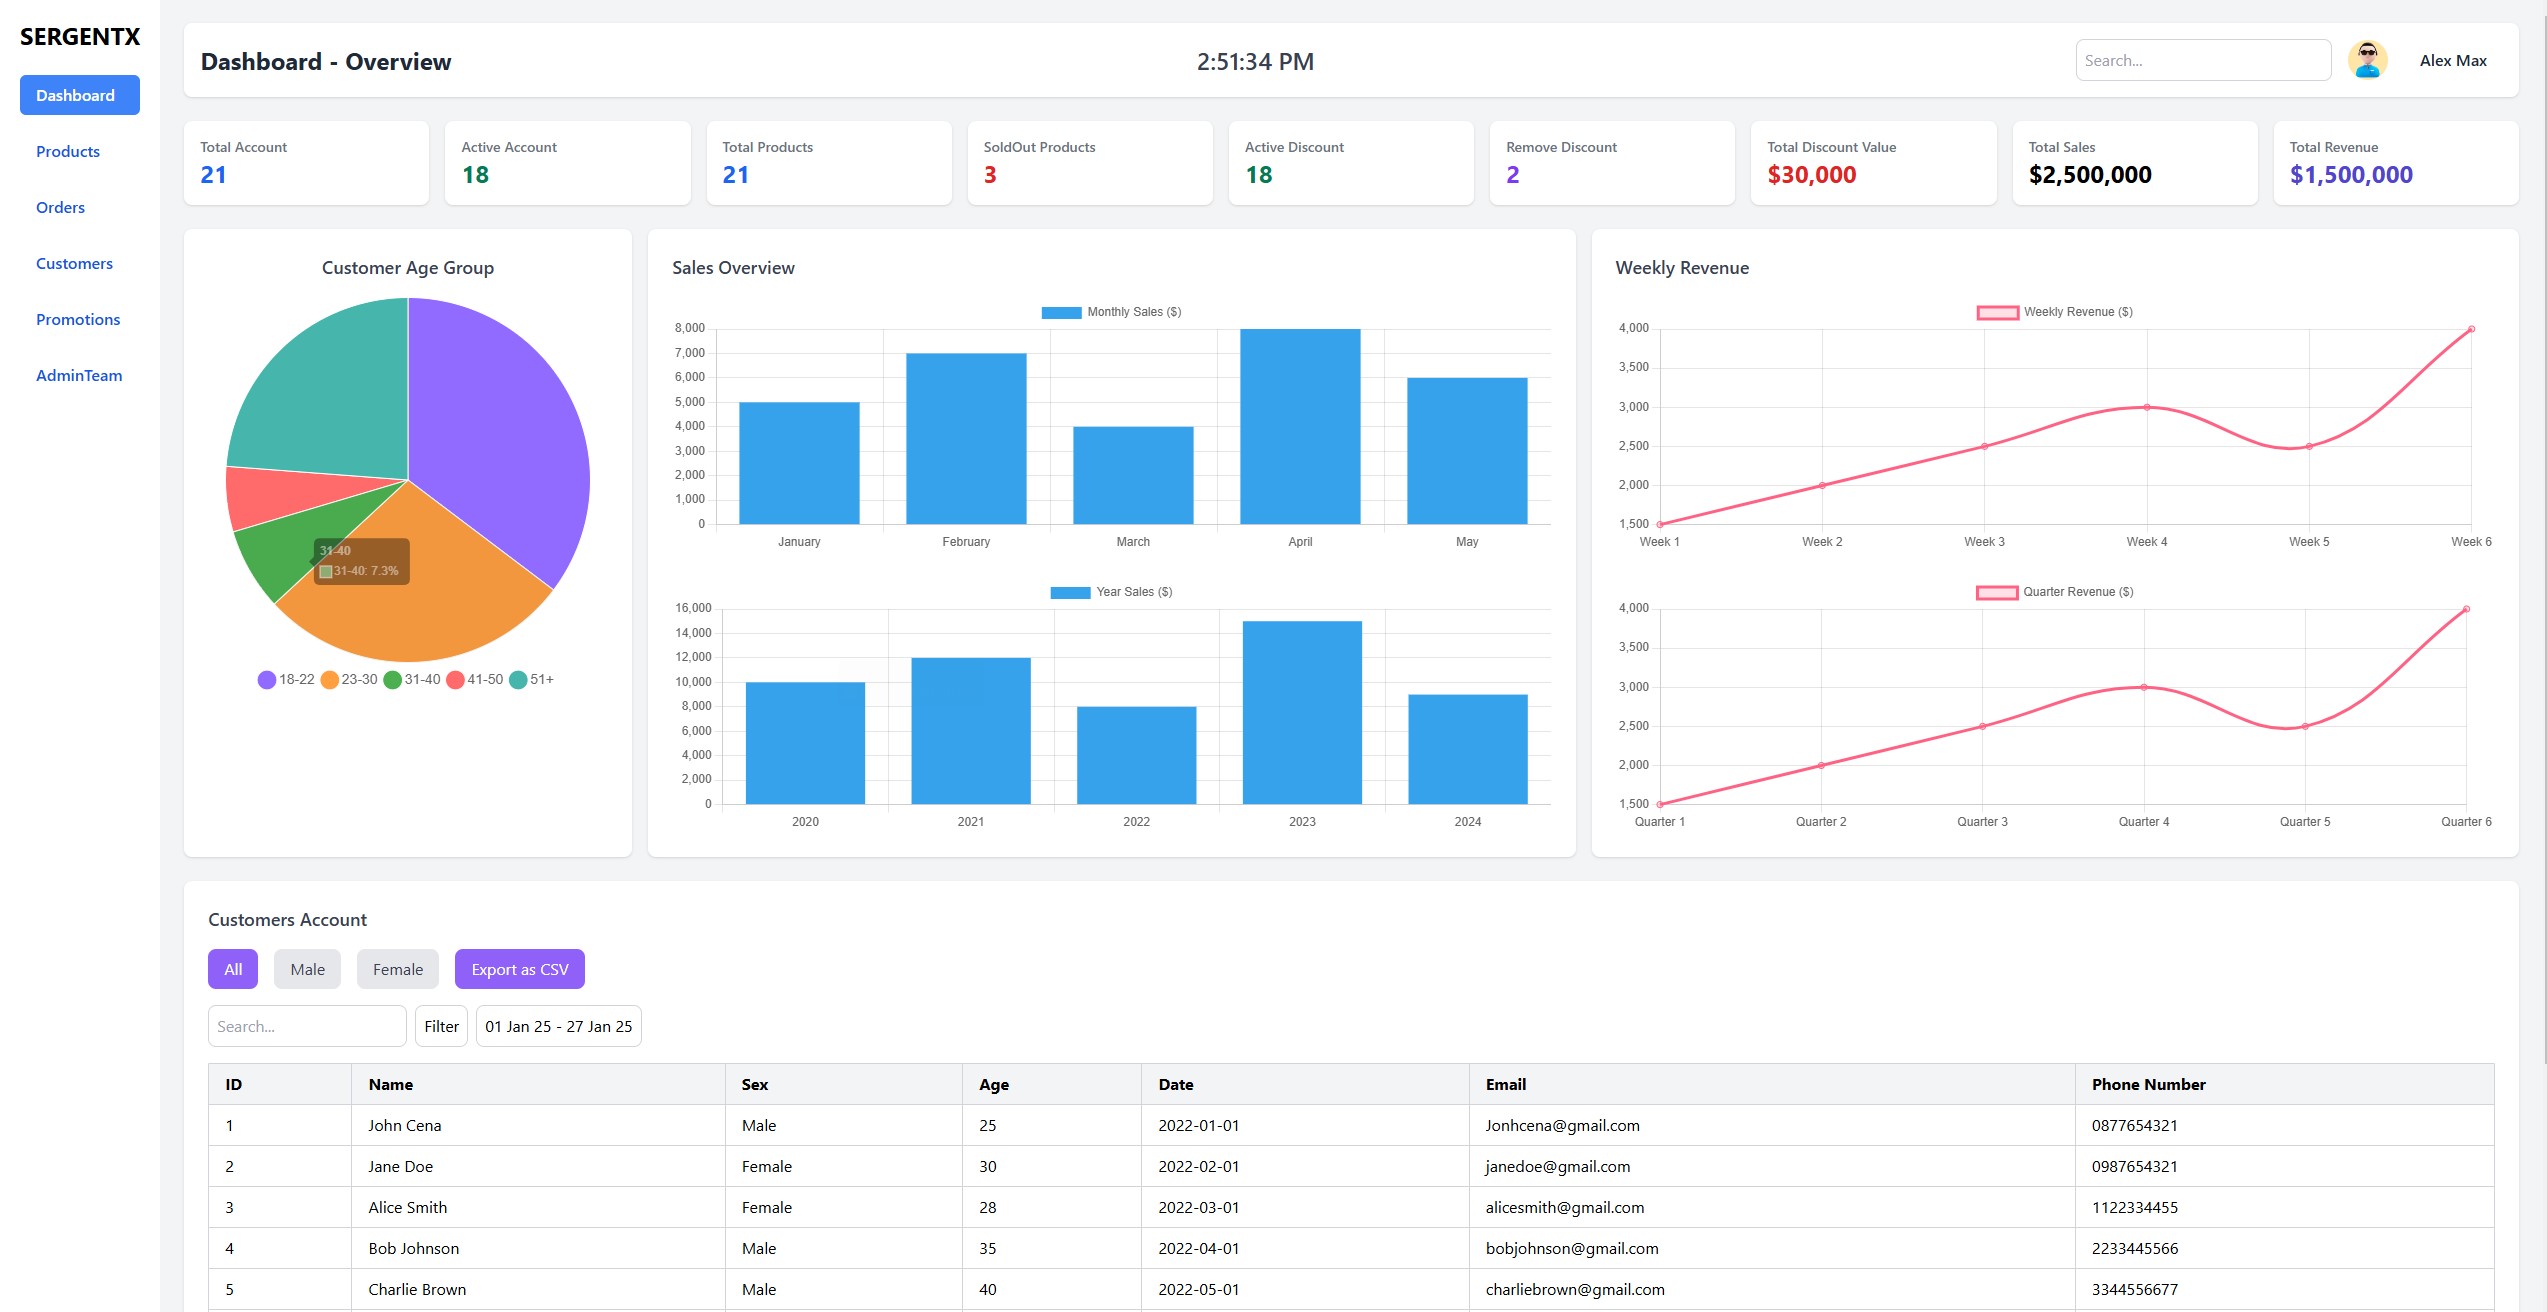 SERGENTX
Dashboard
Products
Orders
Customers
Promotions
AdminTeam
Dashboard - Overview
2:51:34 PM
Search...
Alex Max
Total Account
21
Active Account
18
Total Products
21
SoldOut Products
3
Active Discount
18
Remove Discount
2
Total Discount Value
$30,000
Total Sales
$2,500,000
Total Revenue
$1,500,000
Customer Age Group
31-40
31-40: 7.3%
18-22 23-30 31-40 41-50 51+
Sales Overview
Monthly Sales ($)
8,000
7,000
6,000
5,000
4,000
3,000
2,000
1,000
0
January February March April May
Year Sales ($)
16,000
14,000
12,000
10,000
8,000
6,000
4,000
2,000
0
2020 2021 2022 2023 2024
Weekly Revenue
Weekly Revenue ($)
4,000
3,500
3,000
2,500
2,000
1,500
Week 1 Week 2 Week 3 Week 4 Week 5 Week 6
Quarter Revenue ($)
4,000
3,500
3,000
2,500
2,000
1,500
Quarter 1 Quarter 2 Quarter 3 Quarter 4 Quarter 5 Quarter 6
Customers Account
All Male Female Export as CSV
Search... Filter 01 Jan 25 - 27 Jan 25
ID Name Sex Age Date Email Phone Number
1 John Cena Male 25 2022-01-01 Jonhcena@gmail.com 0877654321
2 Jane Doe Female 30 2022-02-01 janedoe@gmail.com 0987654321
3 Alice Smith Female 28 2022-03-01 alicesmith@gmail.com 1122334455
4 Bob Johnson Male 35 2022-04-01 bobjohnson@gmail.com 2233445566
5 Charlie Brown Male 40 2022-05-01 charliebrown@gmail.com 3344556677